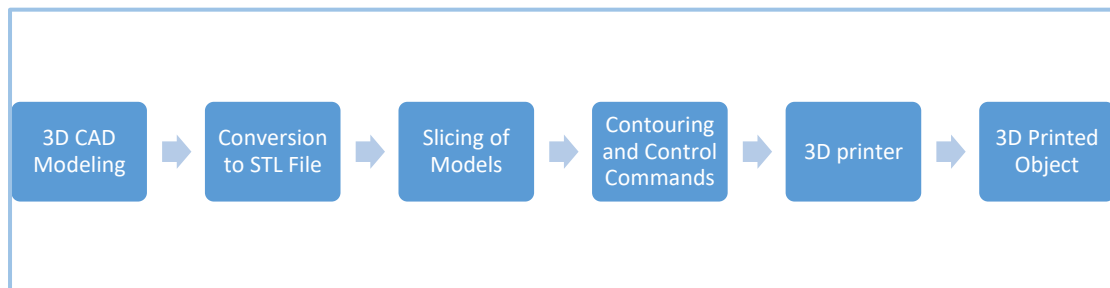 3D CAD
Modeling
Conversion
to STL File
Slicing of
Models
Contouring
and Control
Commands
3D printer
3D Printed
Object